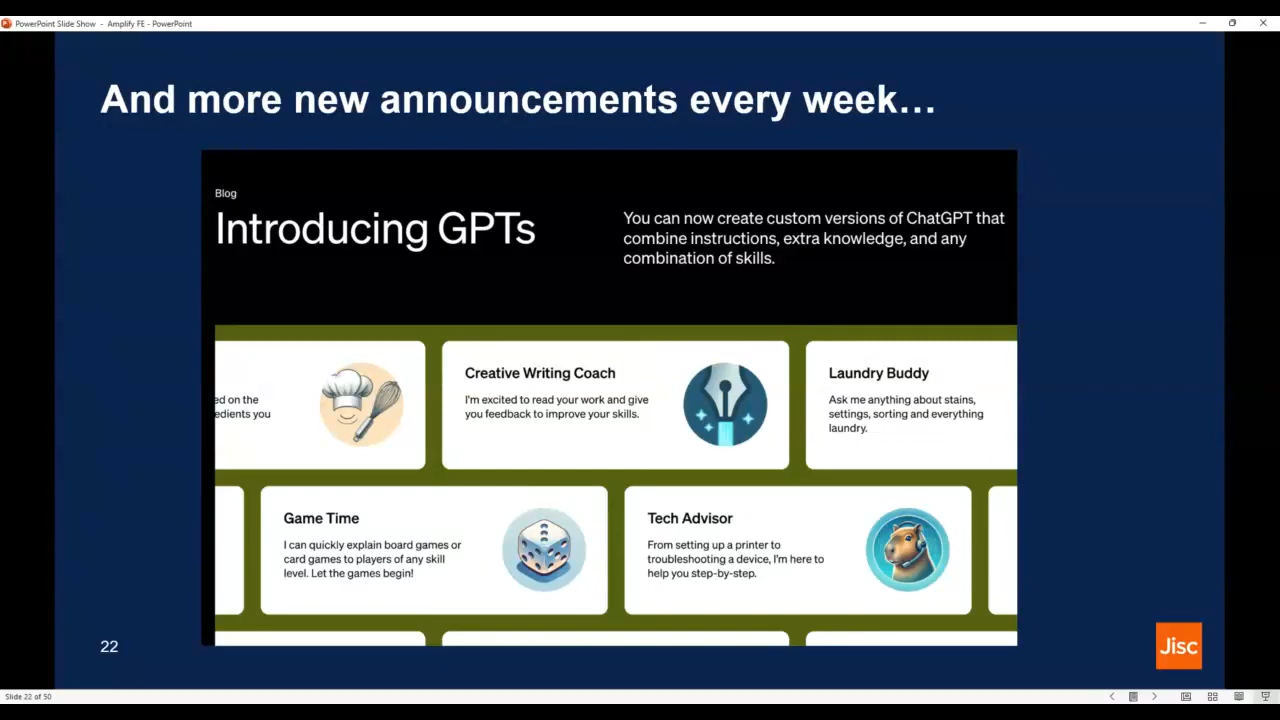 PowerPoint Slide Show - Amplify FE - PowerPoint
And more new announcements every week…
Blog
Introducing GPTs
You can now create custom versions of ChatGPT that
combine instructions, extra knowledge, and any
combination of skills.
ed on the
edients you
Creative Writing Coach
I'm excited to read your work and give
you feedback to improve your skills.
Laundry Buddy
Ask me anything about stains,
settings, sorting and everything
laundry.
Game Time
I can quickly explain board games or
card games to players of any skill
level. Let the games begin!
Tech Advisor
From setting up a printer to
troubleshooting a device, I'm here to
help you step-by-step.
22
Jisc
Slide 22 of 50